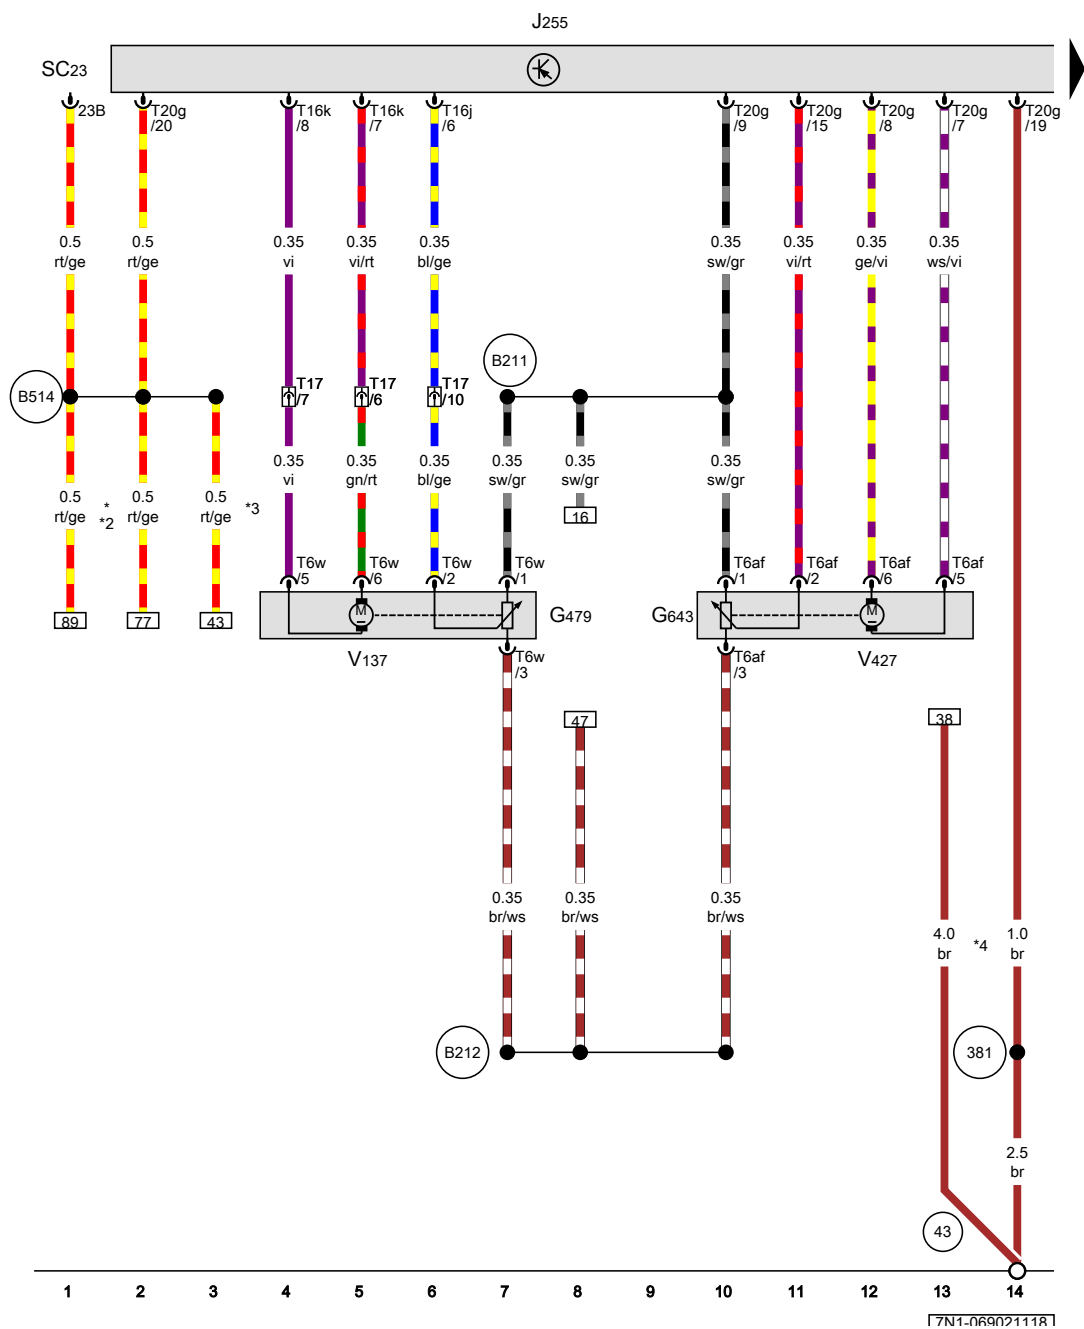 J255
SC23
23B
T20g
/20
T16k
/8
T16k
/7
T16j
/6
T20g
/9
T20g
/15
T20g
/8
T20g
/7
T20g
/19
0.5
rt/ge
0.5
rt/ge
0.35
vi
0.35
vi/rt
0.35
bl/ge
0.35
sw/gr
0.35
vi/rt
0.35
ge/vi
0.35
ws/vi
B211
B514
T17
/7
T17
/6
T17
/10
0.5
rt/ge
*
*2
0.5
rt/ge
0.5
rt/ge
*3
0.35
vi
0.35
gn/rt
0.35
bl/ge
0.35
sw/gr
0.35
sw/gr
0.35
sw/gr
16
T6w
/5
T6w
/6
T6w
/2
T6w
/1
T6af
/1
T6af
/2
T6af
/6
T6af
/5
89
77
43
M
G479
G643
M
V137
T6w
/3
T6af
/3
V427
47
38
0.35
br/ws
0.35
br/ws
0.35
br/ws
4.0
br
*4
1.0
br
B212
381
2.5
br
43
1 2 3 4 5 6 7 8 9 10 11 12 13 14
7N1-069021118